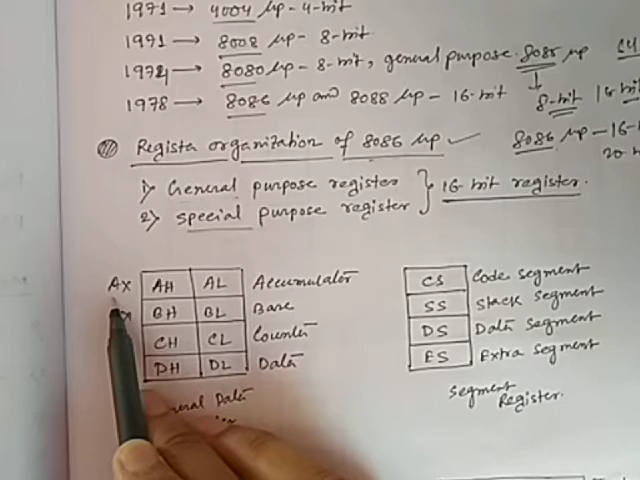 1971 → 4004 μp - 4-bit
1971 → 8008 μp - 8-bit
1974 → 8080 μp - 8-bit, general purpose. 8085 μp
1978 → 8086 μp and 8088 μp - 16-bit 8-bit
Registe organization of 8086 μp 8086 μp - 16-
1) General purpose register
2) Special purpose register } 16-bit register.
AX AH AL Accumulator CS Code segment
BH BL Base SS Stack segment
CH CL Counter DS Data segment
DH DL Data ES Extra segment
Data Segment
Register.